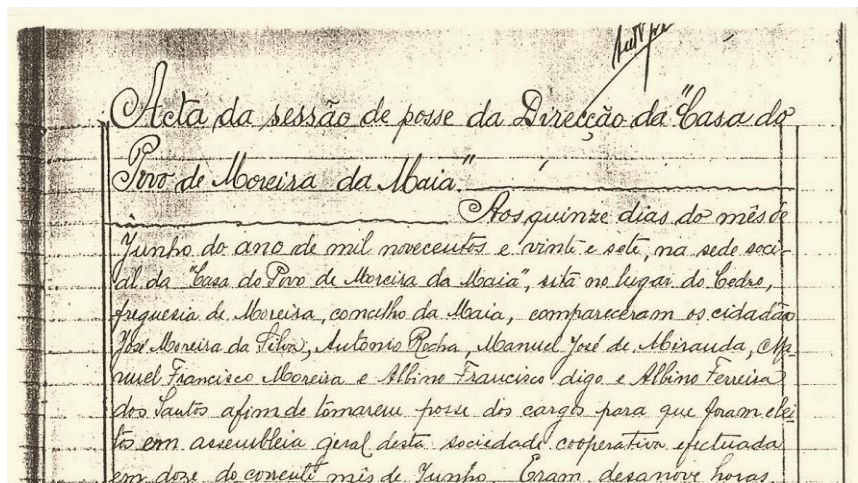 Acta da sessão de posse da Direcção da "Casa do
Povo de Moreira da Maia."
Aos quinze dias do mês de
Junho do ano de mil novecentos e vinte e sete, na sede soci-
al da "Casa do Povo de Moreira da Maia", sita no lugar do Cedro,
freguesia de Moreira, concelho da Maia, compareceram os cidadão
José Moreira da Silva, Antonio Rocha, Manuel José de Miranda, Ma
nuel Francisco Moreira e Albino Francisco digo e Albino Ferreira
dos Santos afim de tomarem posse dos cargos para que foram elei
tos em assembleia geral desta sociedade cooperativa efectuada
em doze do corrente mês de Junho. Eram desanove horas